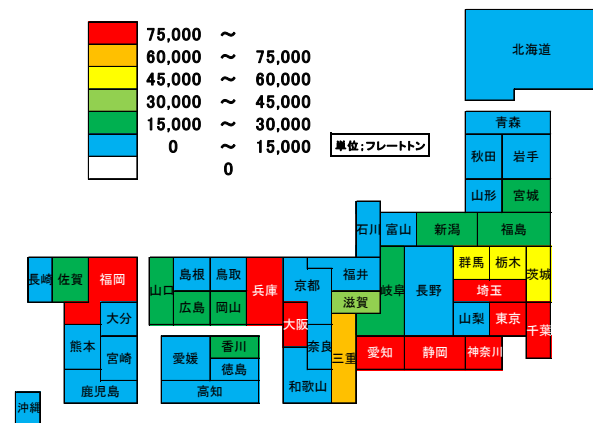 75,000 ～
60,000 ～ 75,000
45,000 ～ 60,000
30,000 ～ 45,000
15,000 ～ 30,000
0 ～ 15,000
0
単位:フレートトン
北海道
青森
秋田 岩手
山形 宮城
石川 富山 新潟 福島
群馬 栃木 茨城
長崎 佐賀 福岡 山口 島根 鳥取 兵庫 京都 福井 岐阜 長野 埼玉
広島 岡山 滋賀
大分 大阪 山梨 東京 千葉
熊本 宮崎 愛媛 香川 奈良 三重 愛知 静岡 神奈川
徳島
鹿児島 高知 和歌山
沖縄